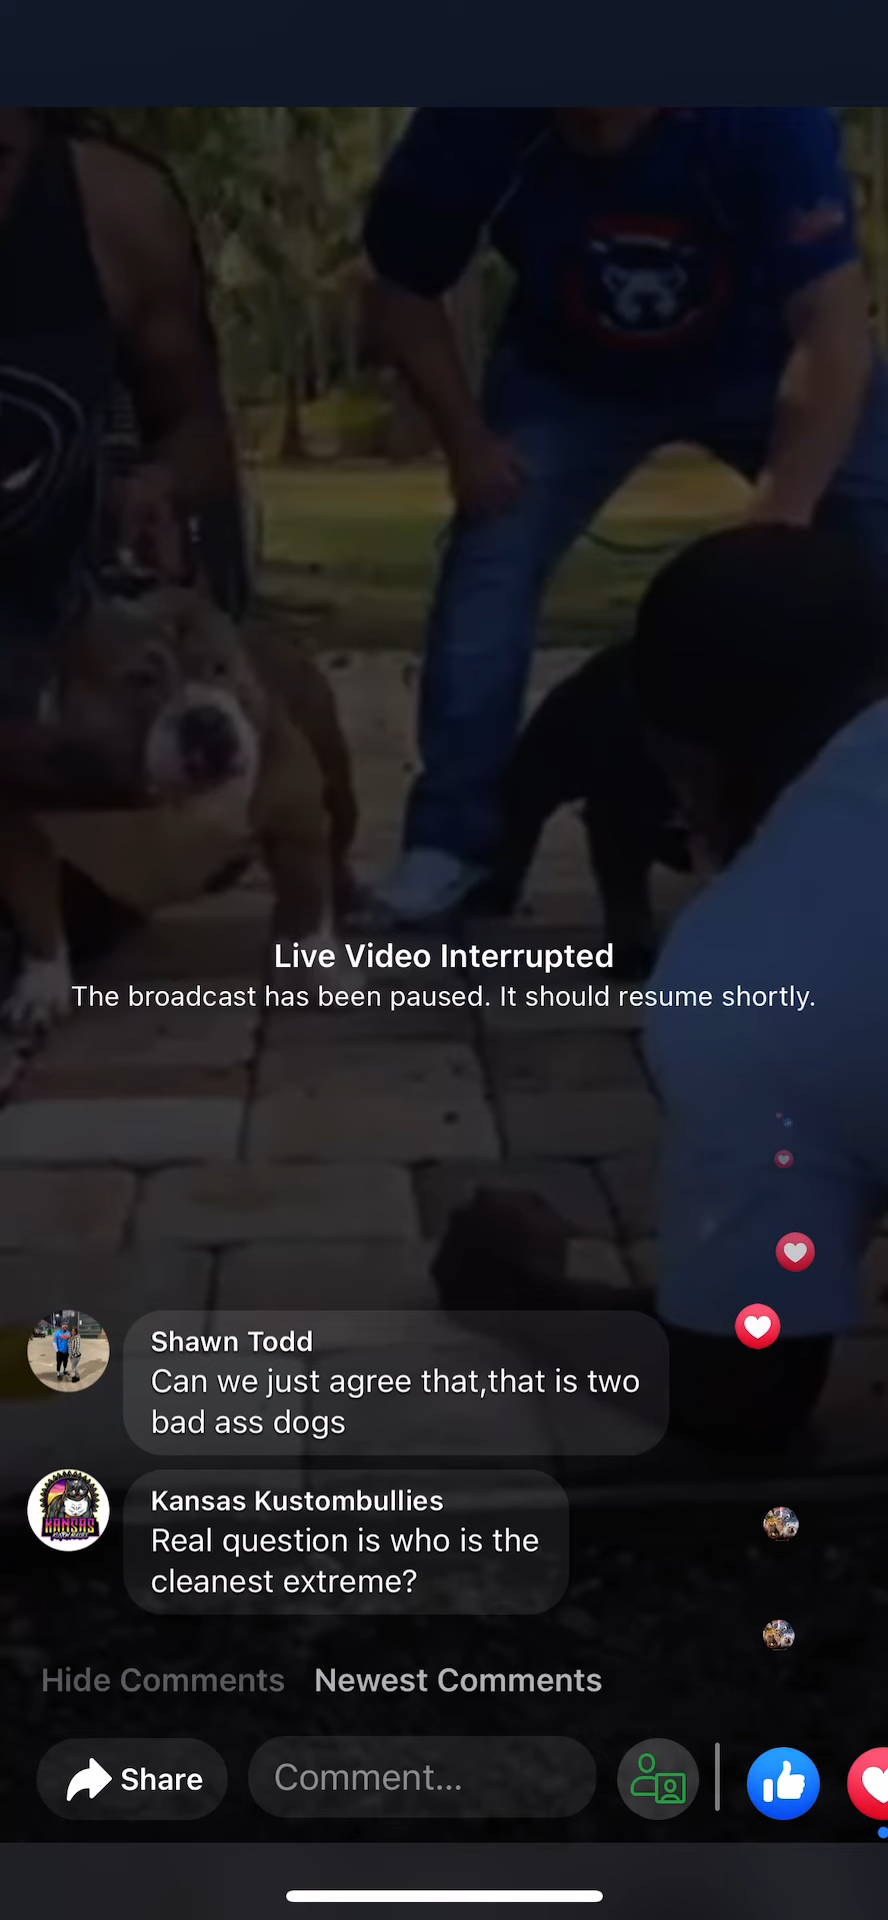 Live Video Interrupted
The broadcast has been paused. It should resume shortly.
Shawn Todd
Can we just agree that,that is two
bad ass dogs
KANSAS
Kansas Kustombullies
Real question is who is the
cleanest extreme?
Hide Comments Newest Comments
Share Comment...